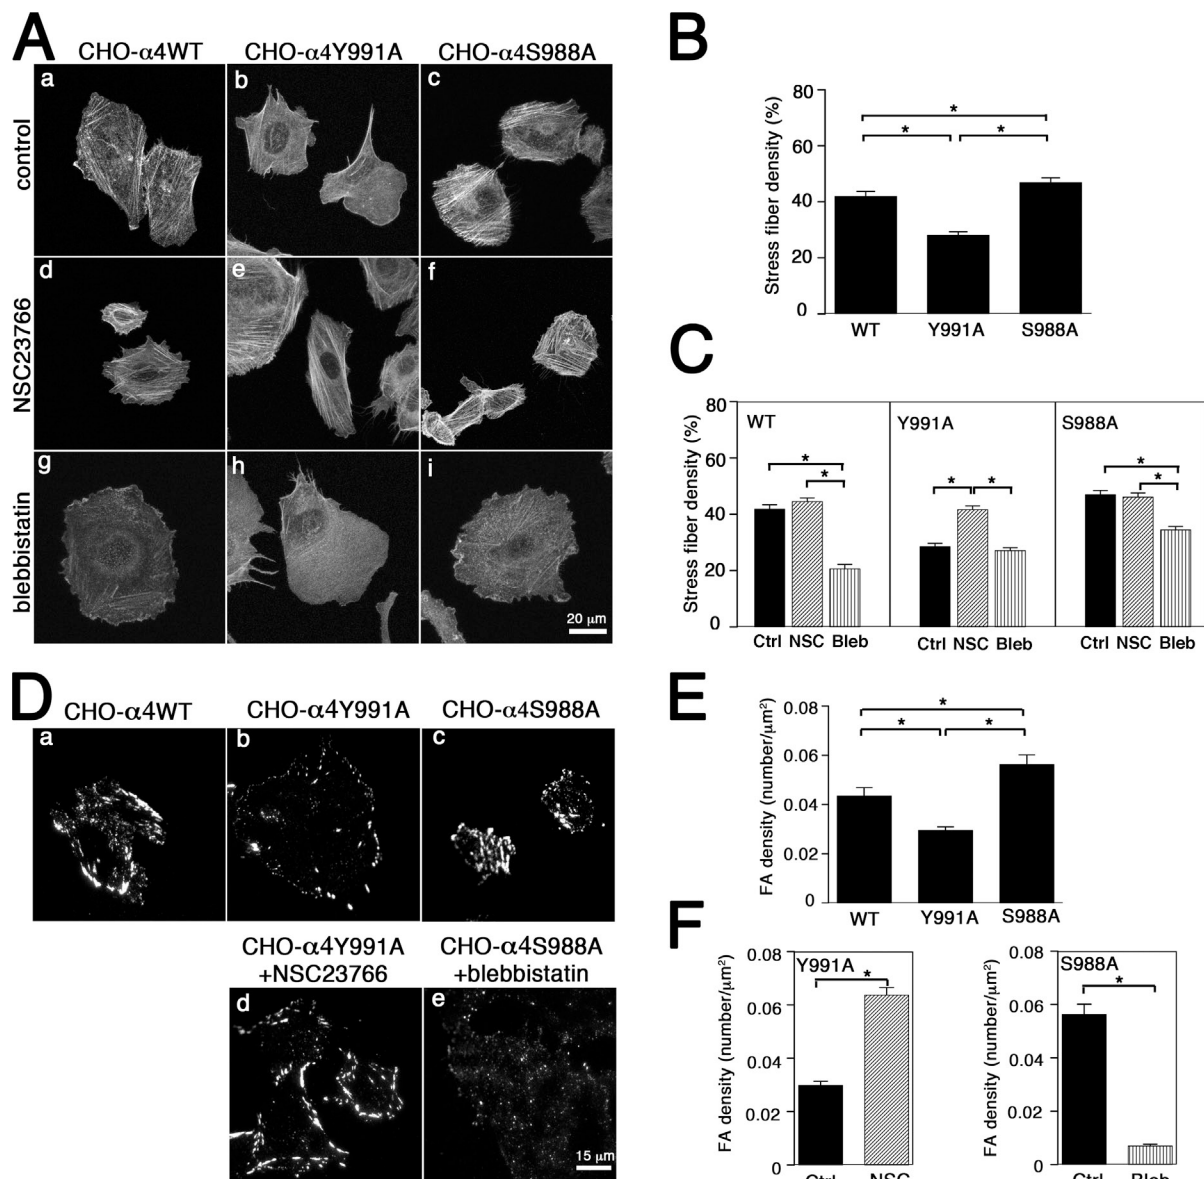 A
CHO-α4WT CHO-α4Y991A CHO-α4S988A
a b c
control
d e f
NSC23766
g h i
blebbistatin
20 μm
B
Stress fiber density (%)
80
60
40
20
0
WT Y991A S988A
* * *
C
Stress fiber density (%)
80
60
40
20
0
WT Y991A S988A
* * * * * *
Ctrl NSC Bleb Ctrl NSC Bleb Ctrl NSC Bleb
D
CHO-α4WT CHO-α4Y991A CHO-α4S988A
a b c
CHO-α4Y991A
+NSC23766
CHO-α4S988A
+blebbistatin
d e
15 μm
E
FA density (number/μm²)
0.08
0.06
0.04
0.02
0
* * *
WT Y991A S988A
F
FA density (number/μm²)
0.08
0.06
0.04
0.02
0
Y991A
*
Ctrl NSC
FA density (number/μm²)
0.08
0.06
0.04
0.02
0
S988A
*
Ctrl Bleb